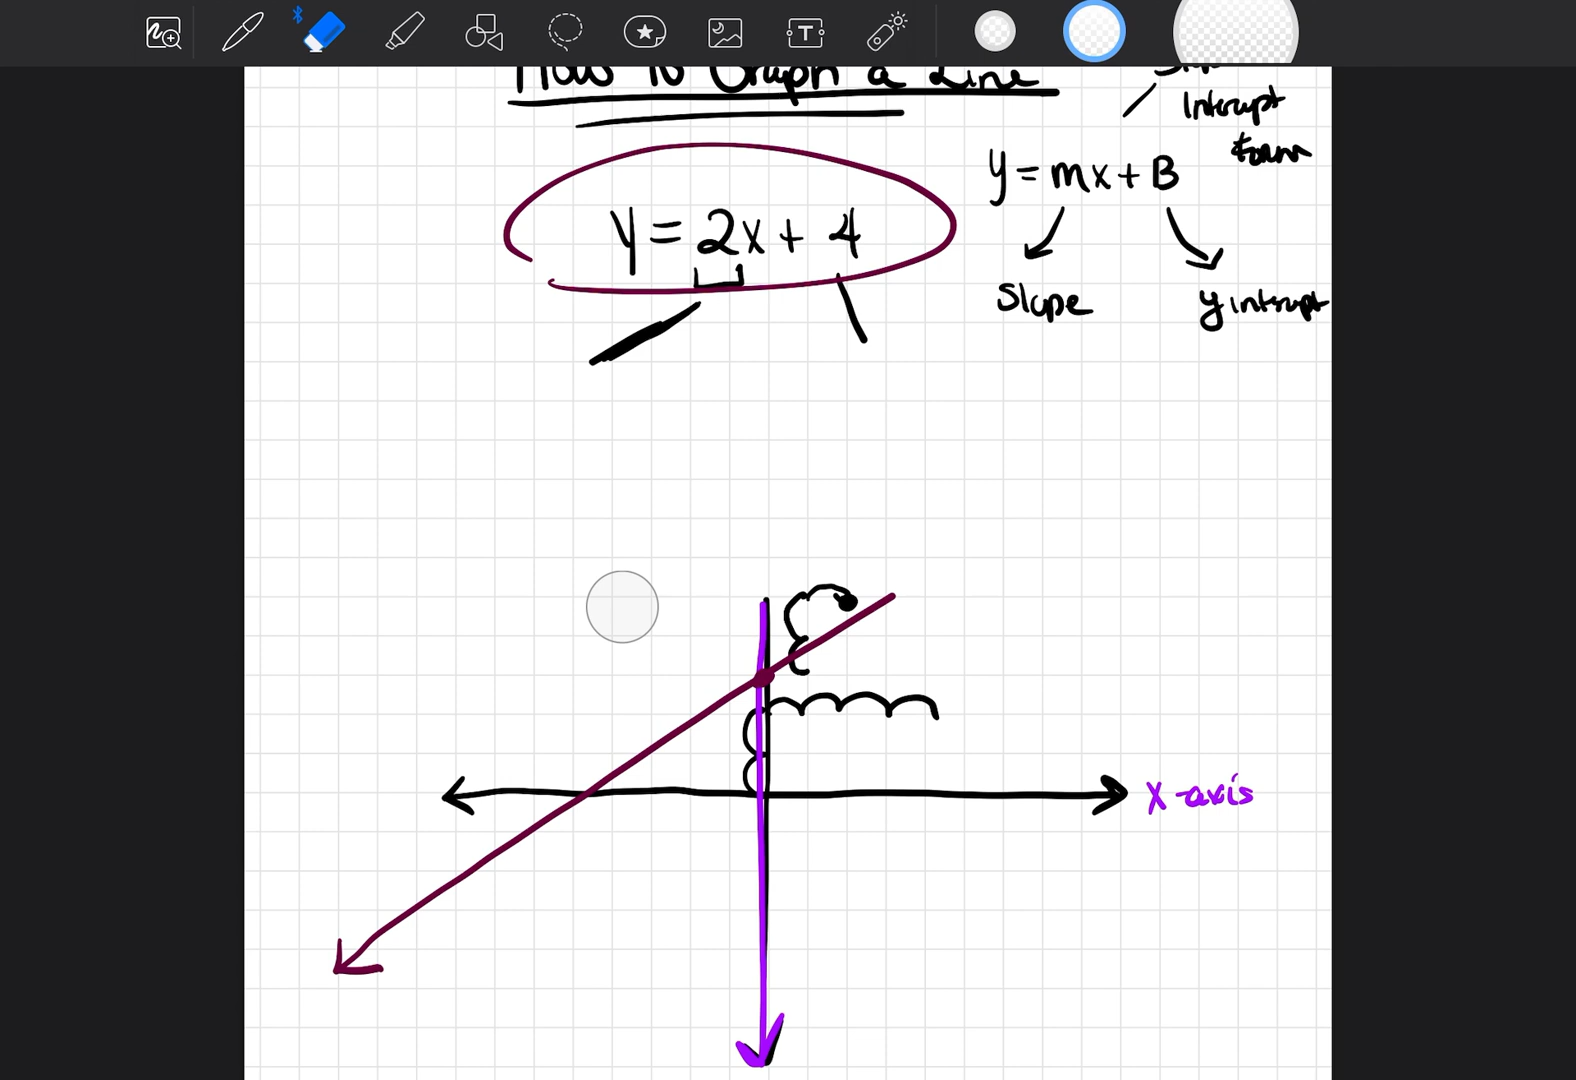 How to Graph a Line
Intercept
form
y = mx + B
y = 2x + 4
Slope
y intercept
X-axis